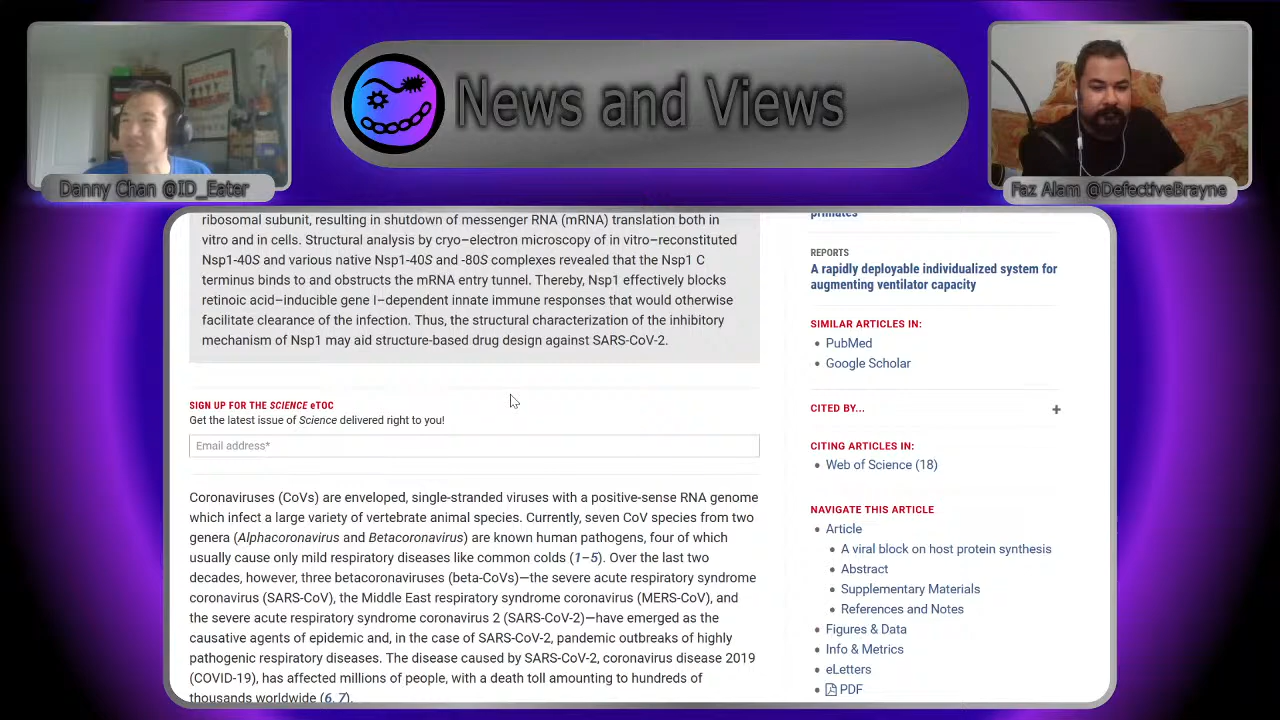 News and Views
Danny Chan @ID_Eater
Faz Alam @DefectiveBrayne
ribosomal subunit, resulting in shutdown of messenger RNA (mRNA) translation both in
vitro and in cells. Structural analysis by cryo–electron microscopy of in vitro–reconstituted
Nsp1-40S and various native Nsp1-40S and -80S complexes revealed that the Nsp1 C
terminus binds to and obstructs the mRNA entry tunnel. Thereby, Nsp1 effectively blocks
retinoic acid–inducible gene I–dependent innate immune responses that would otherwise
facilitate clearance of the infection. Thus, the structural characterization of the inhibitory
mechanism of Nsp1 may aid structure-based drug design against SARS-CoV-2.
SIGN UP FOR THE SCIENCE eTOC
Get the latest issue of Science delivered right to you!
Email address*
Coronaviruses (CoVs) are enveloped, single-stranded viruses with a positive-sense RNA genome
which infect a large variety of vertebrate animal species. Currently, seven CoV species from two
genera (Alphacoronavirus and Betacoronavirus) are known human pathogens, four of which
usually cause only mild respiratory diseases like common colds (1–5). Over the last two
decades, however, three betacoronaviruses (beta-CoVs)—the severe acute respiratory syndrome
coronavirus (SARS-CoV), the Middle East respiratory syndrome coronavirus (MERS-CoV), and
the severe acute respiratory syndrome coronavirus 2 (SARS-CoV-2)—have emerged as the
causative agents of epidemic and, in the case of SARS-CoV-2, pandemic outbreaks of highly
pathogenic respiratory diseases. The disease caused by SARS-CoV-2, coronavirus disease 2019
(COVID-19), has affected millions of people, with a death toll amounting to hundreds of
thousands worldwide (6, 7).
primates
REPORTS
A rapidly deployable individualized system for
augmenting ventilator capacity
SIMILAR ARTICLES IN:
PubMed
Google Scholar
CITED BY...
+
CITING ARTICLES IN:
Web of Science (18)
NAVIGATE THIS ARTICLE
Article
A viral block on host protein synthesis
Abstract
Supplementary Materials
References and Notes
Figures & Data
Info & Metrics
eLetters
PDF